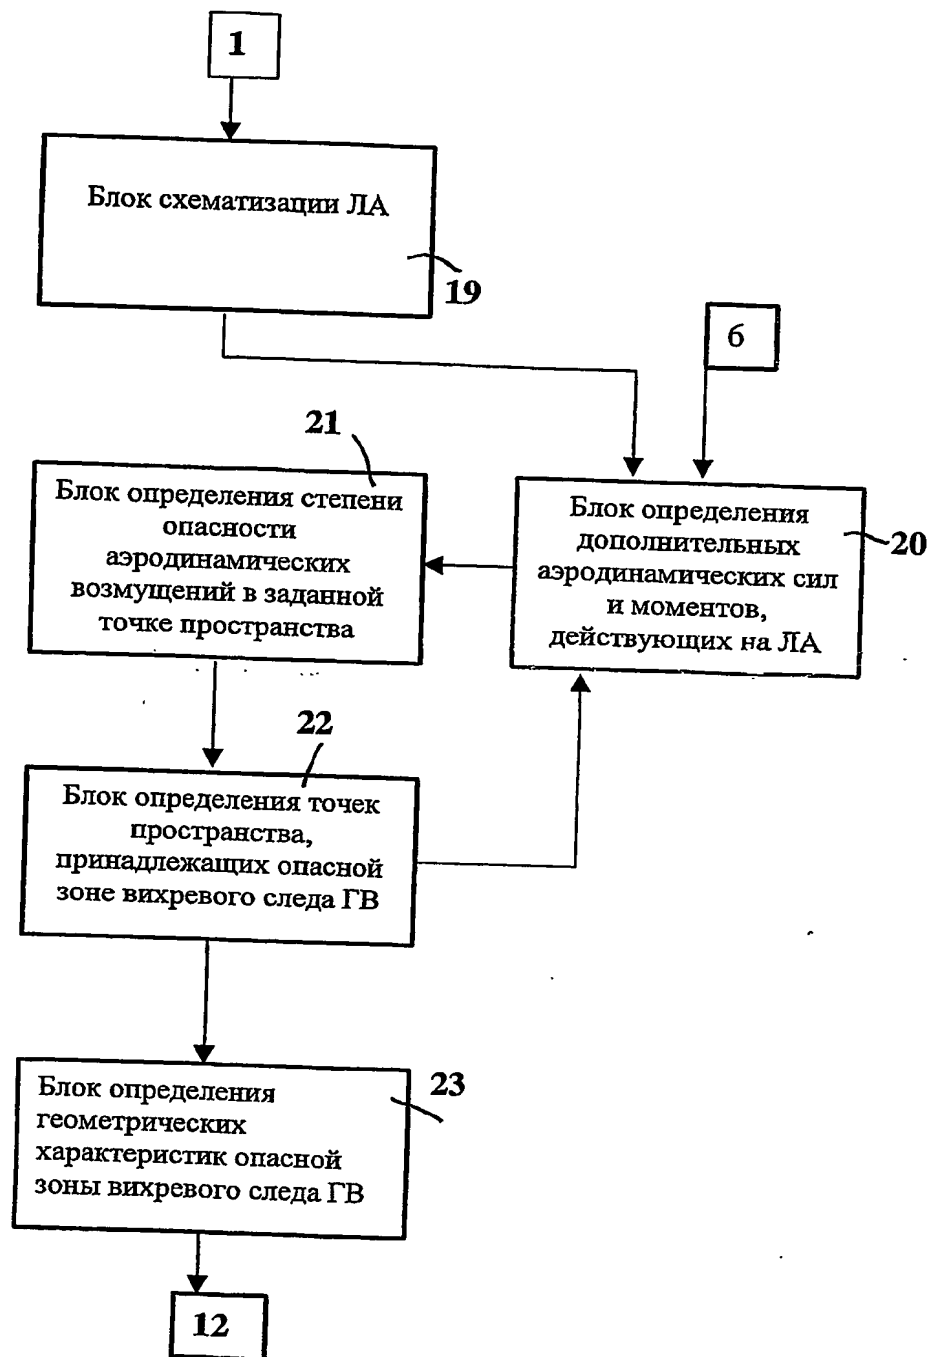 1
Блок схематизации ЛА
19
6
21
Блок определения степени
опасности
аэродинамических
возмущений в заданной
точке пространства
Блок определения
дополнительных
аэродинамических сил
и моментов,
действующих на ЛА
20
22
Блок определения точек
пространства,
принадлежащих опасной
зоне вихревого следа ГВ
Блок определения
геометрических
характеристик опасной
зоны вихревого следа ГВ
23
12